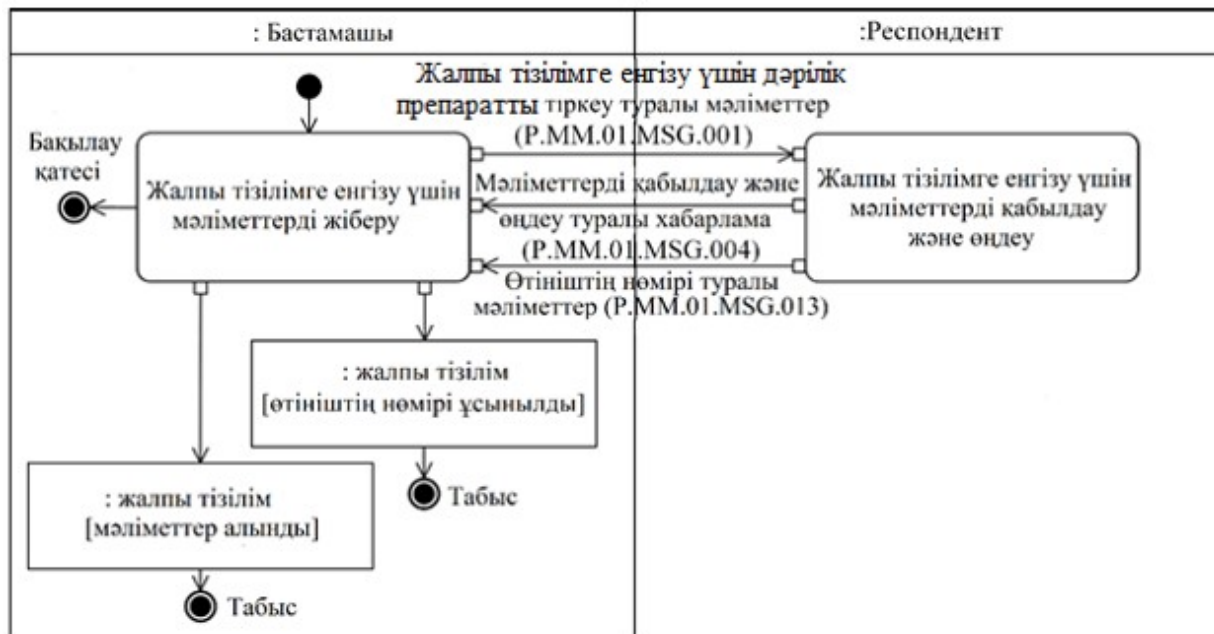 : Бастамашы
:Респондент
Жалпы тізілімге енгізу үшін дәрілік
препаратты тіркеу туралы мәліметтер
(P.MM.01.MSG.001)
Бақылау
қатесі
Жалпы тізілімге енгізу үшін
мәліметтерді жіберу
Мәліметтерді қабылдау және
өңдеу туралы хабарлама
(P.MM.01.MSG.004)
Өтініштің нөмірі туралы
мәліметтер (P.MM.01.MSG.013)
Жалпы тізілімге енгізу үшін
мәліметтерді қабылдау
және өңдеу
: жалпы тізілім
[өтініштің нөмірі ұсынылды]
Табыс
: жалпы тізілім
[мәліметтер алынды]
Табыс